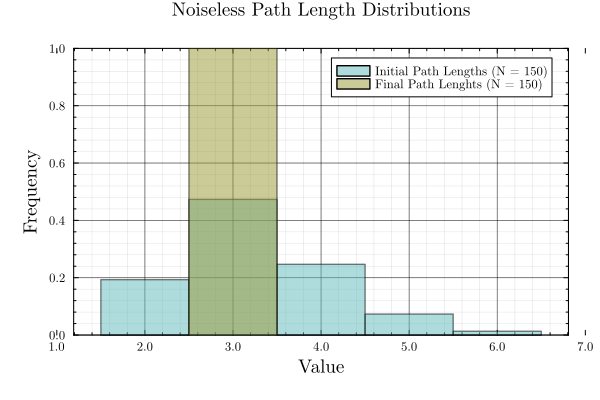 Noiseless Path Length Distributions
1.0
Initial Path Lengths (N = 150)
Final Path Lenghts (N = 150)
0.8
0.6
0.4
0.2
0.0
Frequency
1.0 2.0 3.0 4.0 5.0 6.0 7.0
Value